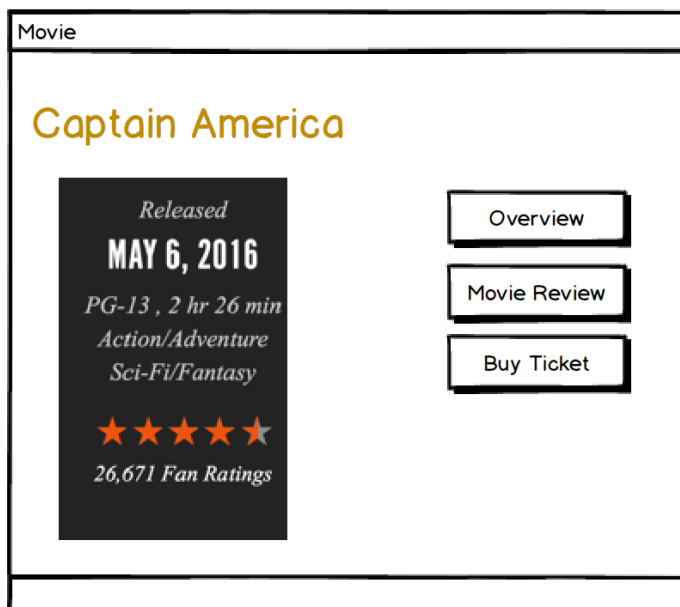 Movie
Captain America
Released
MAY 6, 2016
PG-13 , 2 hr 26 min
Action/Adventure
Sci-Fi/Fantasy
26,671 Fan Ratings
Overview
Movie Review
Buy Ticket